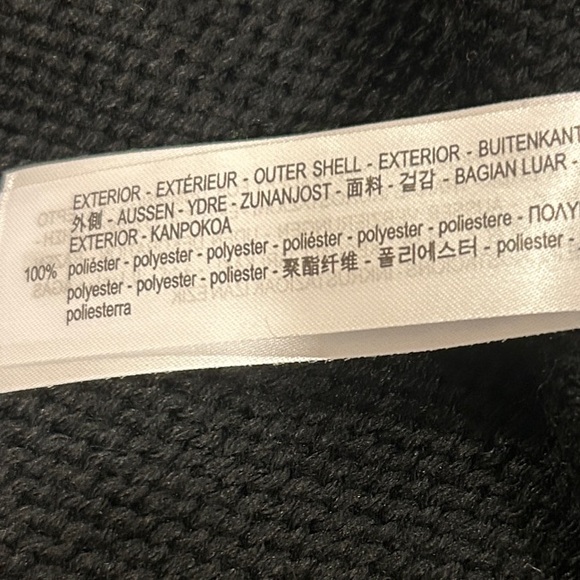 EXTERIOR - EXTÉRIEUR - OUTER SHELL - EXTERIOR - BUITENKANT
外側 - AUSSEN - YDRE - ZUNANJOST - 面料 - 겉감 - BAGIAN LUAR -
EXTERIOR - KANPOKOA
100% poliéster - polyester - polyester - poliéster - polyester - poliestere - ΠΟΛΥ
polyester - polyester - poliester - 聚酯纤维 - 폴리에스터 - poliester -
poliesterra